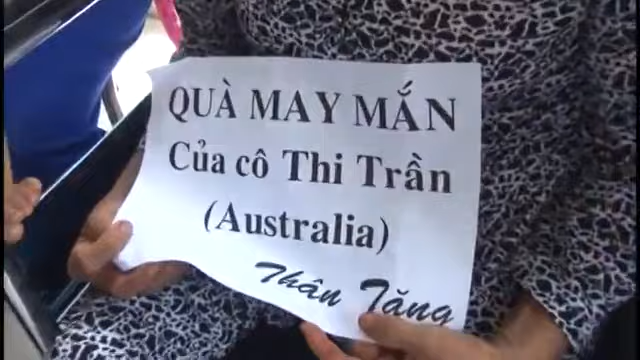 QUÀ MAY MẮN
Của cô Thi Trần
(Australia)
Thân Tặng